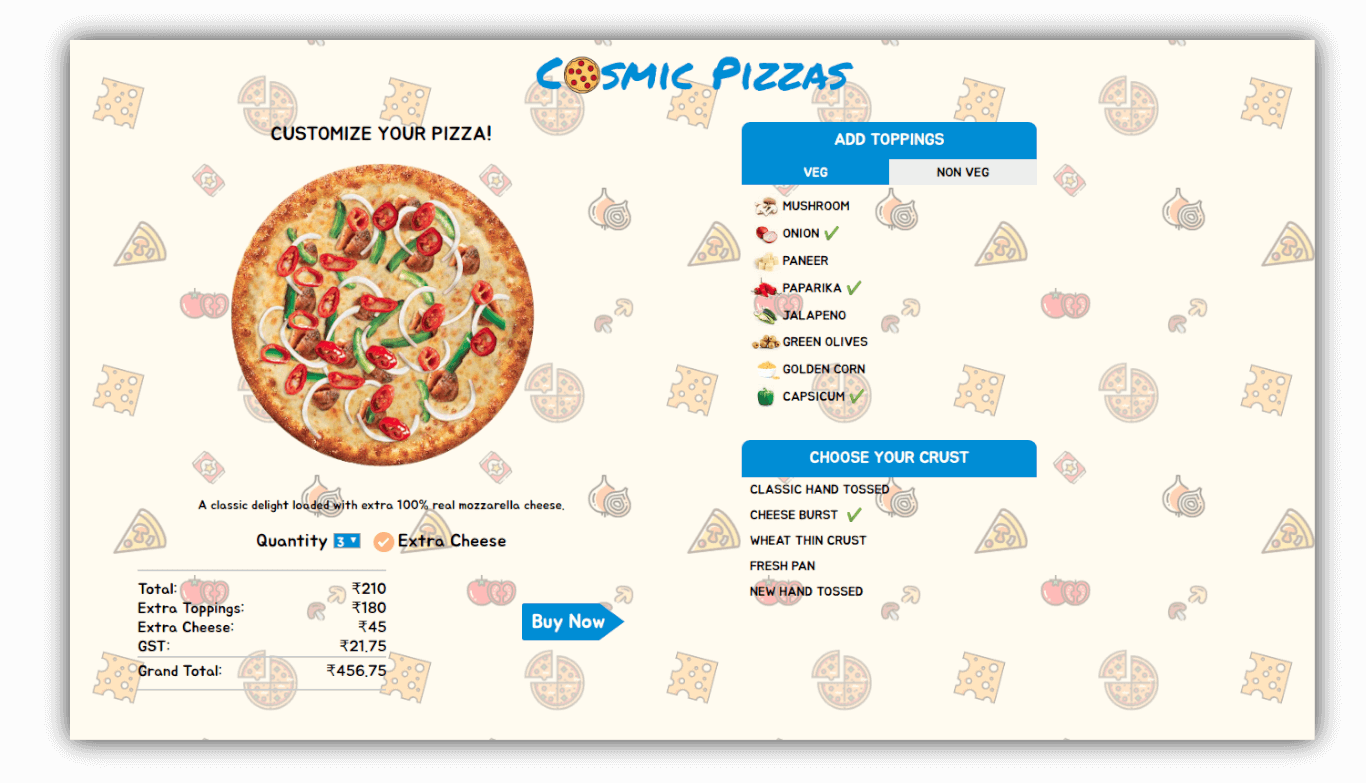 COSMIC PIZZAS
CUSTOMIZE YOUR PIZZA!
A classic delight loaded with extra 100% real mozzarella cheese.
Quantity 3 Extra Cheese
Total: ₹210
Extra Toppings: ₹180
Extra Cheese: ₹45
GST: ₹21.75
Grand Total: ₹456.75
Buy Now
ADD TOPPINGS
VEG NON VEG
MUSHROOM
ONION
PANEER
PAPARIKA
JALAPENO
GREEN OLIVES
GOLDEN CORN
CAPSICUM
CHOOSE YOUR CRUST
CLASSIC HAND TOSSED
CHEESE BURST
WHEAT THIN CRUST
FRESH PAN
NEW HAND TOSSED